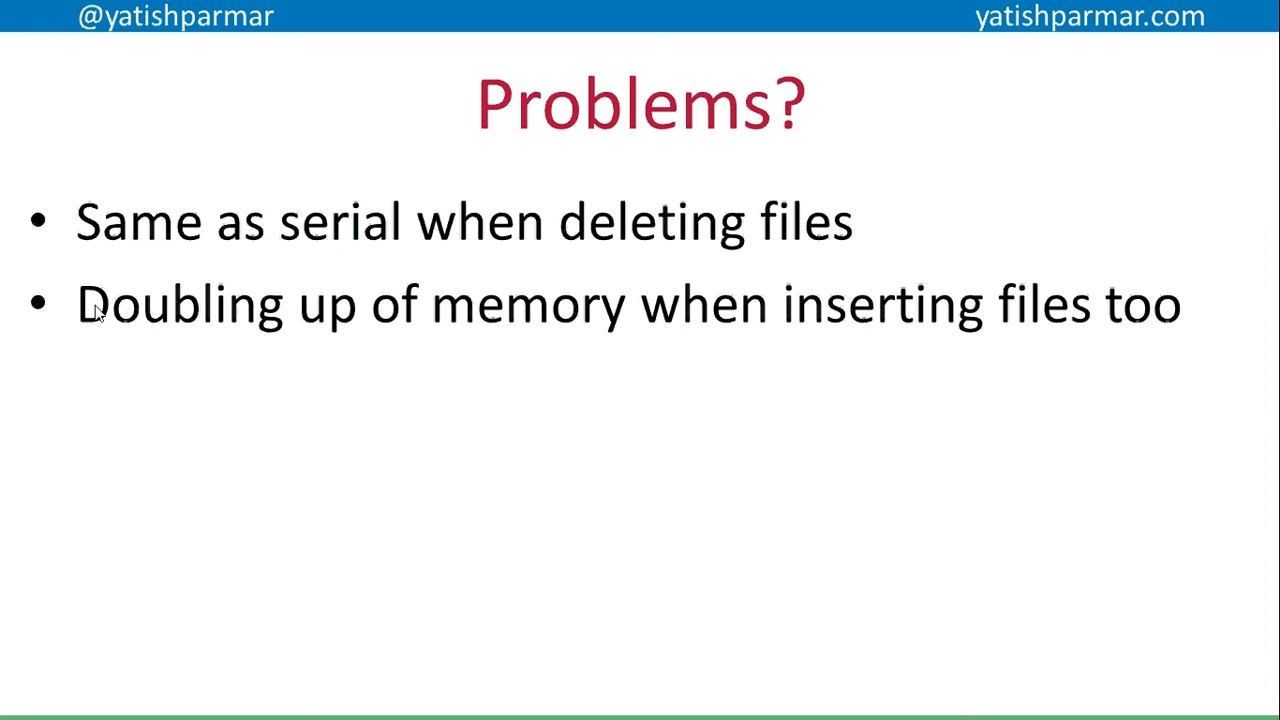 @yatishparmar yatishparmar.com
Problems?
• Same as serial when deleting files
• Doubling up of memory when inserting files too